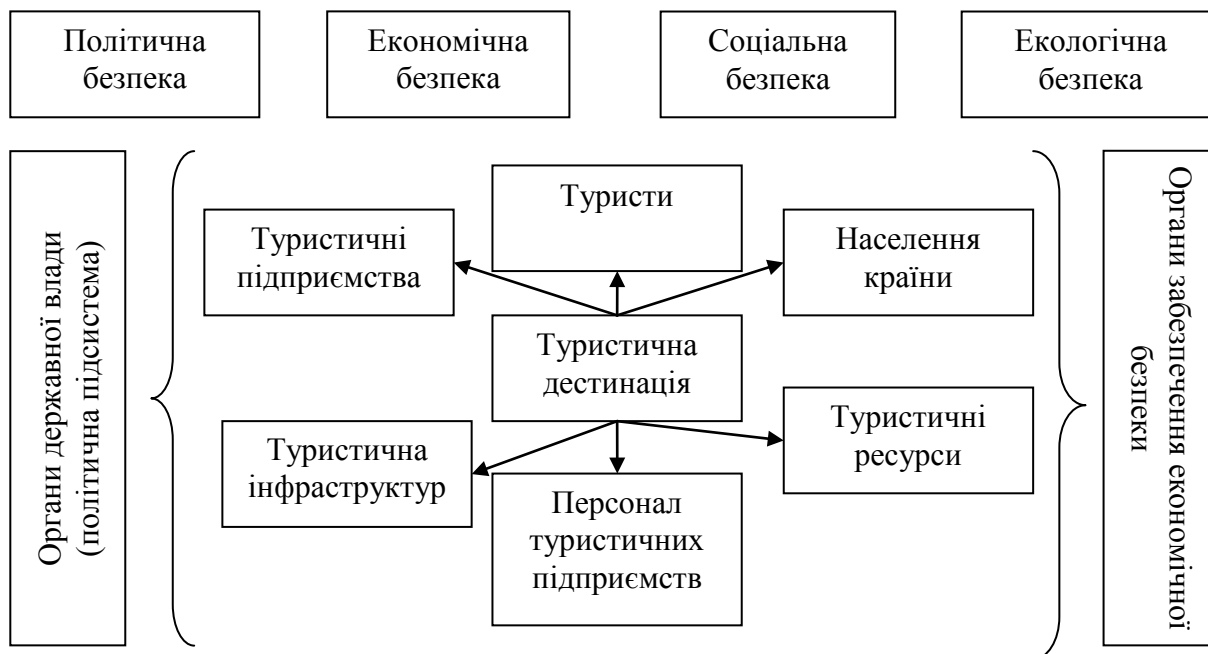 Політична
безпека
Економічна
безпека
Соціальна
безпека
Екологічна
безпека
Органи державної влади
(політична підсистема)
Туристи
Туристичні
підприємства
Населення
країни
Туристична
дестинація
Туристична
інфраструктур
Туристичні
ресурси
Персонал
туристичних
підприємств
Органи забезпечення економічної
безпеки